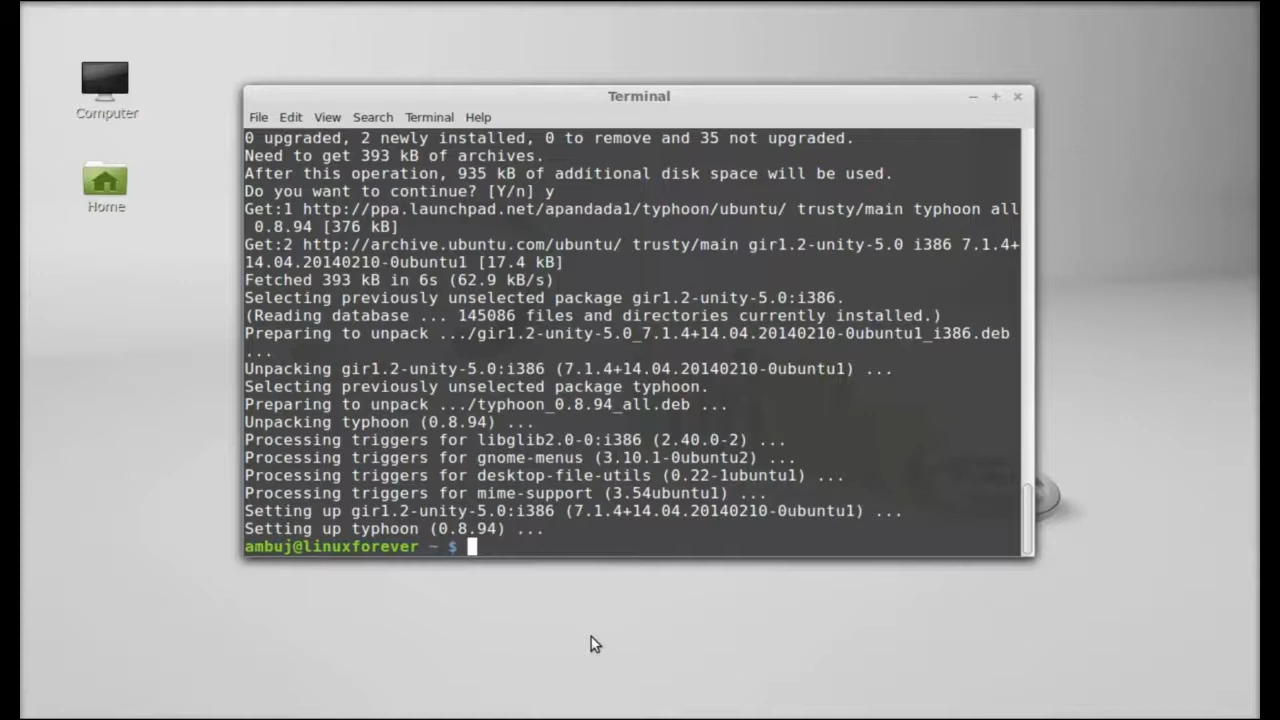 Computer
Home
Terminal
File Edit View Search Terminal Help
0 upgraded, 2 newly installed, 0 to remove and 35 not upgraded.
Need to get 393 kB of archives.
After this operation, 935 kB of additional disk space will be used.
Do you want to continue? [Y/n] y
Get:1 http://ppa.launchpad.net/apandada1/typhoon/ubuntu/ trusty/main typhoon all
 0.8.94 [376 kB]
Get:2 http://archive.ubuntu.com/ubuntu/ trusty/main gir1.2-unity-5.0 i386 7.1.4+
14.04.20140210-0ubuntu1 [17.4 kB]
Fetched 393 kB in 6s (62.9 kB/s)
Selecting previously unselected package gir1.2-unity-5.0:i386.
(Reading database ... 145086 files and directories currently installed.)
Preparing to unpack .../gir1.2-unity-5.0_7.1.4+14.04.20140210-0ubuntu1_i386.deb
...
Unpacking gir1.2-unity-5.0:i386 (7.1.4+14.04.20140210-0ubuntu1) ...
Selecting previously unselected package typhoon.
Preparing to unpack .../typhoon_0.8.94_all.deb ...
Unpacking typhoon (0.8.94) ...
Processing triggers for libglib2.0-0:i386 (2.40.0-2) ...
Processing triggers for gnome-menus (3.10.1-0ubuntu2) ...
Processing triggers for desktop-file-utils (0.22-1ubuntu1) ...
Processing triggers for mime-support (3.54ubuntu1) ...
Setting up gir1.2-unity-5.0:i386 (7.1.4+14.04.20140210-0ubuntu1) ...
Setting up typhoon (0.8.94) ...
ambuj@linuxforever ~ $